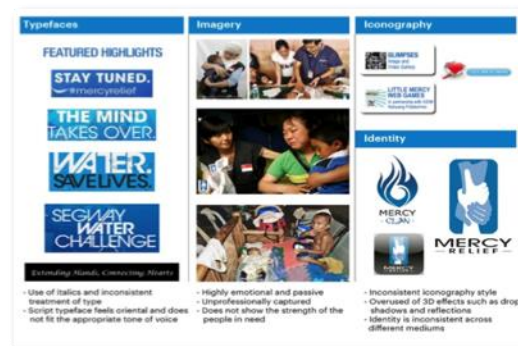 Typefaces
FEATURED HIGHLIGHTS
STAY TUNED.
#mercyrelief
THE MIND
TAKES OVER.
WATER.
SAVE LIVES.
SEGWAY
WATER
CHALLENGE
Extending Hands, Connecting Hearts
- Use of italics and inconsistent
treatment of type
- Script typeface feels oriental and does
not fit the appropriate tone of voice
Imagery
- Highly emotional and passive
- Unprofessionally captured
- Does not show the strength of the
people in need
Iconography
GLIMPSES
LITTLE MERCY
WEB GAMES
Identity
MERCY
MERCY
RELIEF
- Inconsistent iconography style
- Overused of 3D effects such as drop
shadows and reflections
- Identity is inconsistent across
different mediums